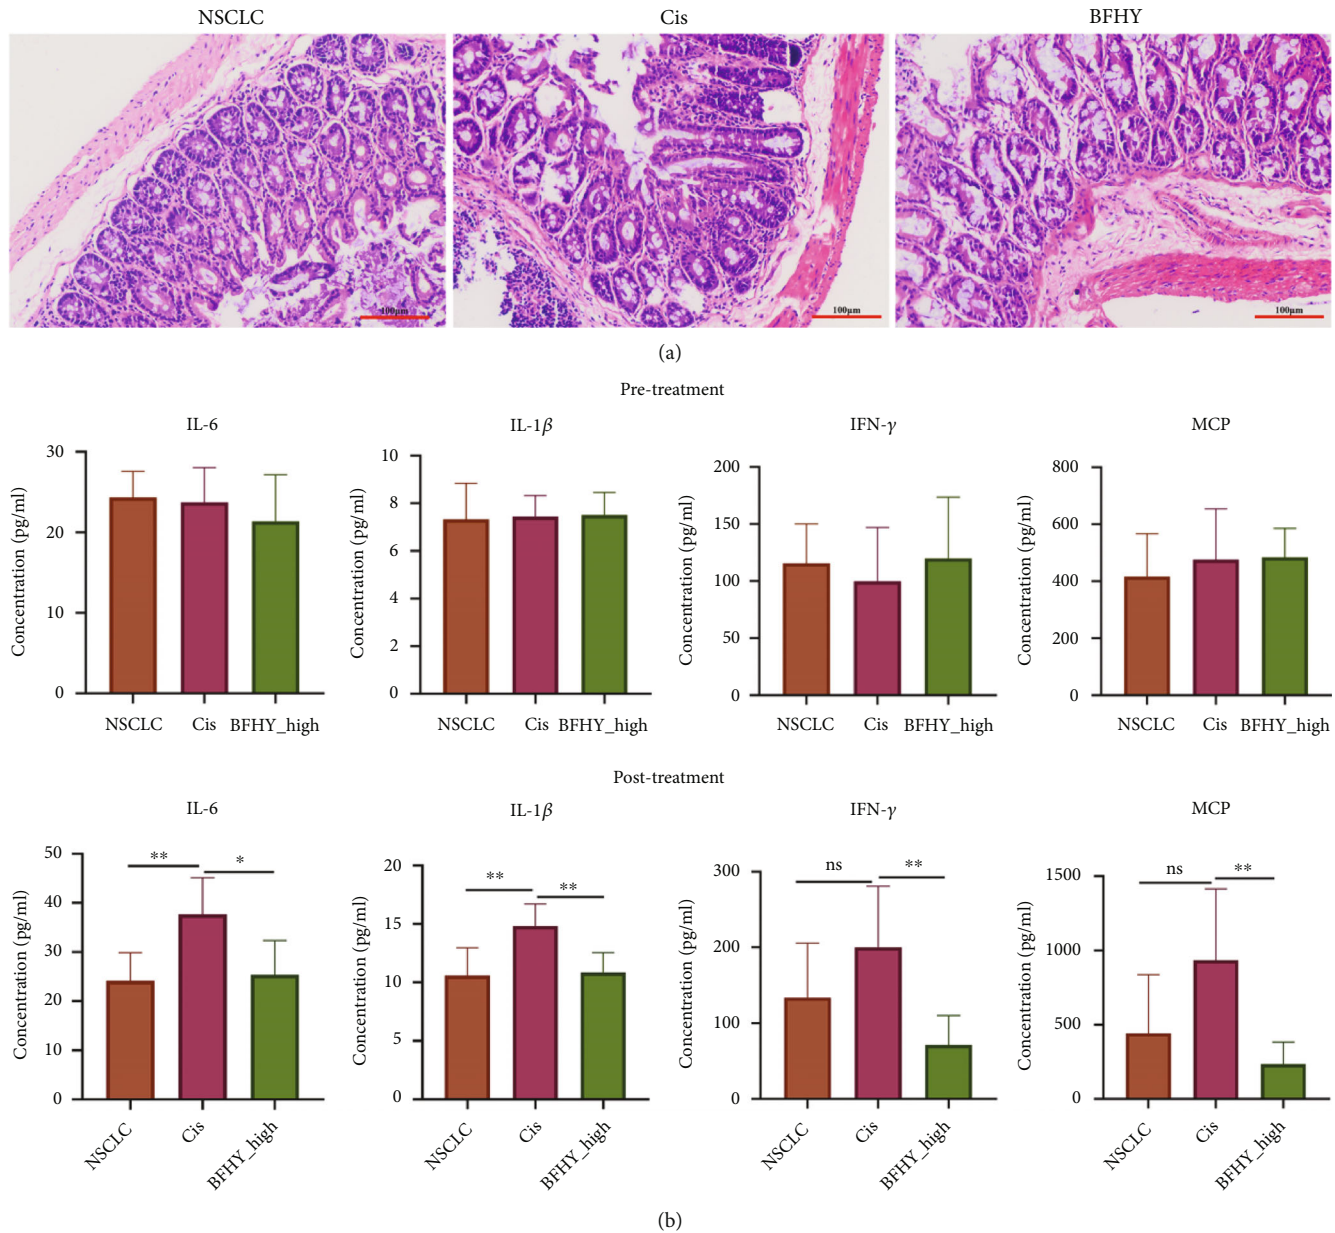 NSCLC Cis BFHY
100μm 100μm 100μm
(a)
Pre-treatment
IL-6 IL-1β IFN-γ MCP
Concentration (pg/ml)
30
20
10
0
NSCLC Cis BFHY_high
Concentration (pg/ml)
10
8
6
4
2
0
NSCLC Cis BFHY_high
Concentration (pg/ml)
200
150
100
50
0
NSCLC Cis BFHY_high
Concentration (pg/ml)
800
600
400
200
0
NSCLC Cis BFHY_high
Post-treatment
IL-6 IL-1β IFN-γ MCP
Concentration (pg/ml)
50
40
30
20
10
0
** *
NSCLC Cis BFHY_high
Concentration (pg/ml)
20
15
10
5
0
** **
NSCLC Cis BFHY_high
Concentration (pg/ml)
300
200
100
0
ns **
NSCLC Cis BFHY_high
Concentration (pg/ml)
1500
1000
500
0
ns **
NSCLC Cis BFHY_high
(b)